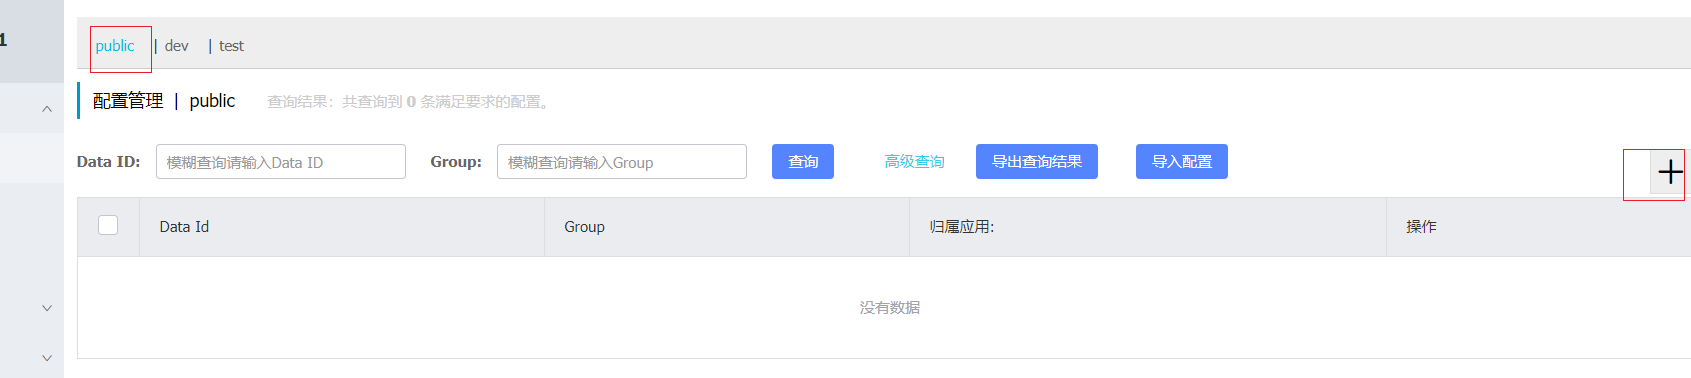 1
public | dev | test
配置管理 | public 查询结果：共查询到 0 条满足要求的配置。
Data ID: 模糊查询请输入Data ID Group: 模糊查询请输入Group 查询 高级查询 导出查询结果 导入配置
Data Id Group 归属应用: 操作
没有数据